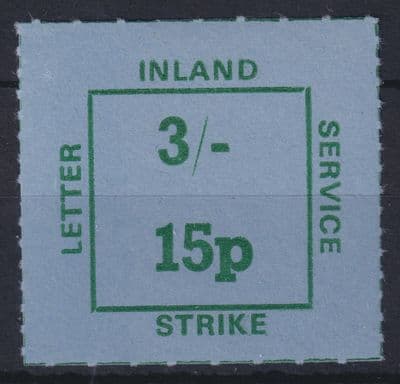 INLAND
LETTER
3/-
15p
SERVICE
STRIKE